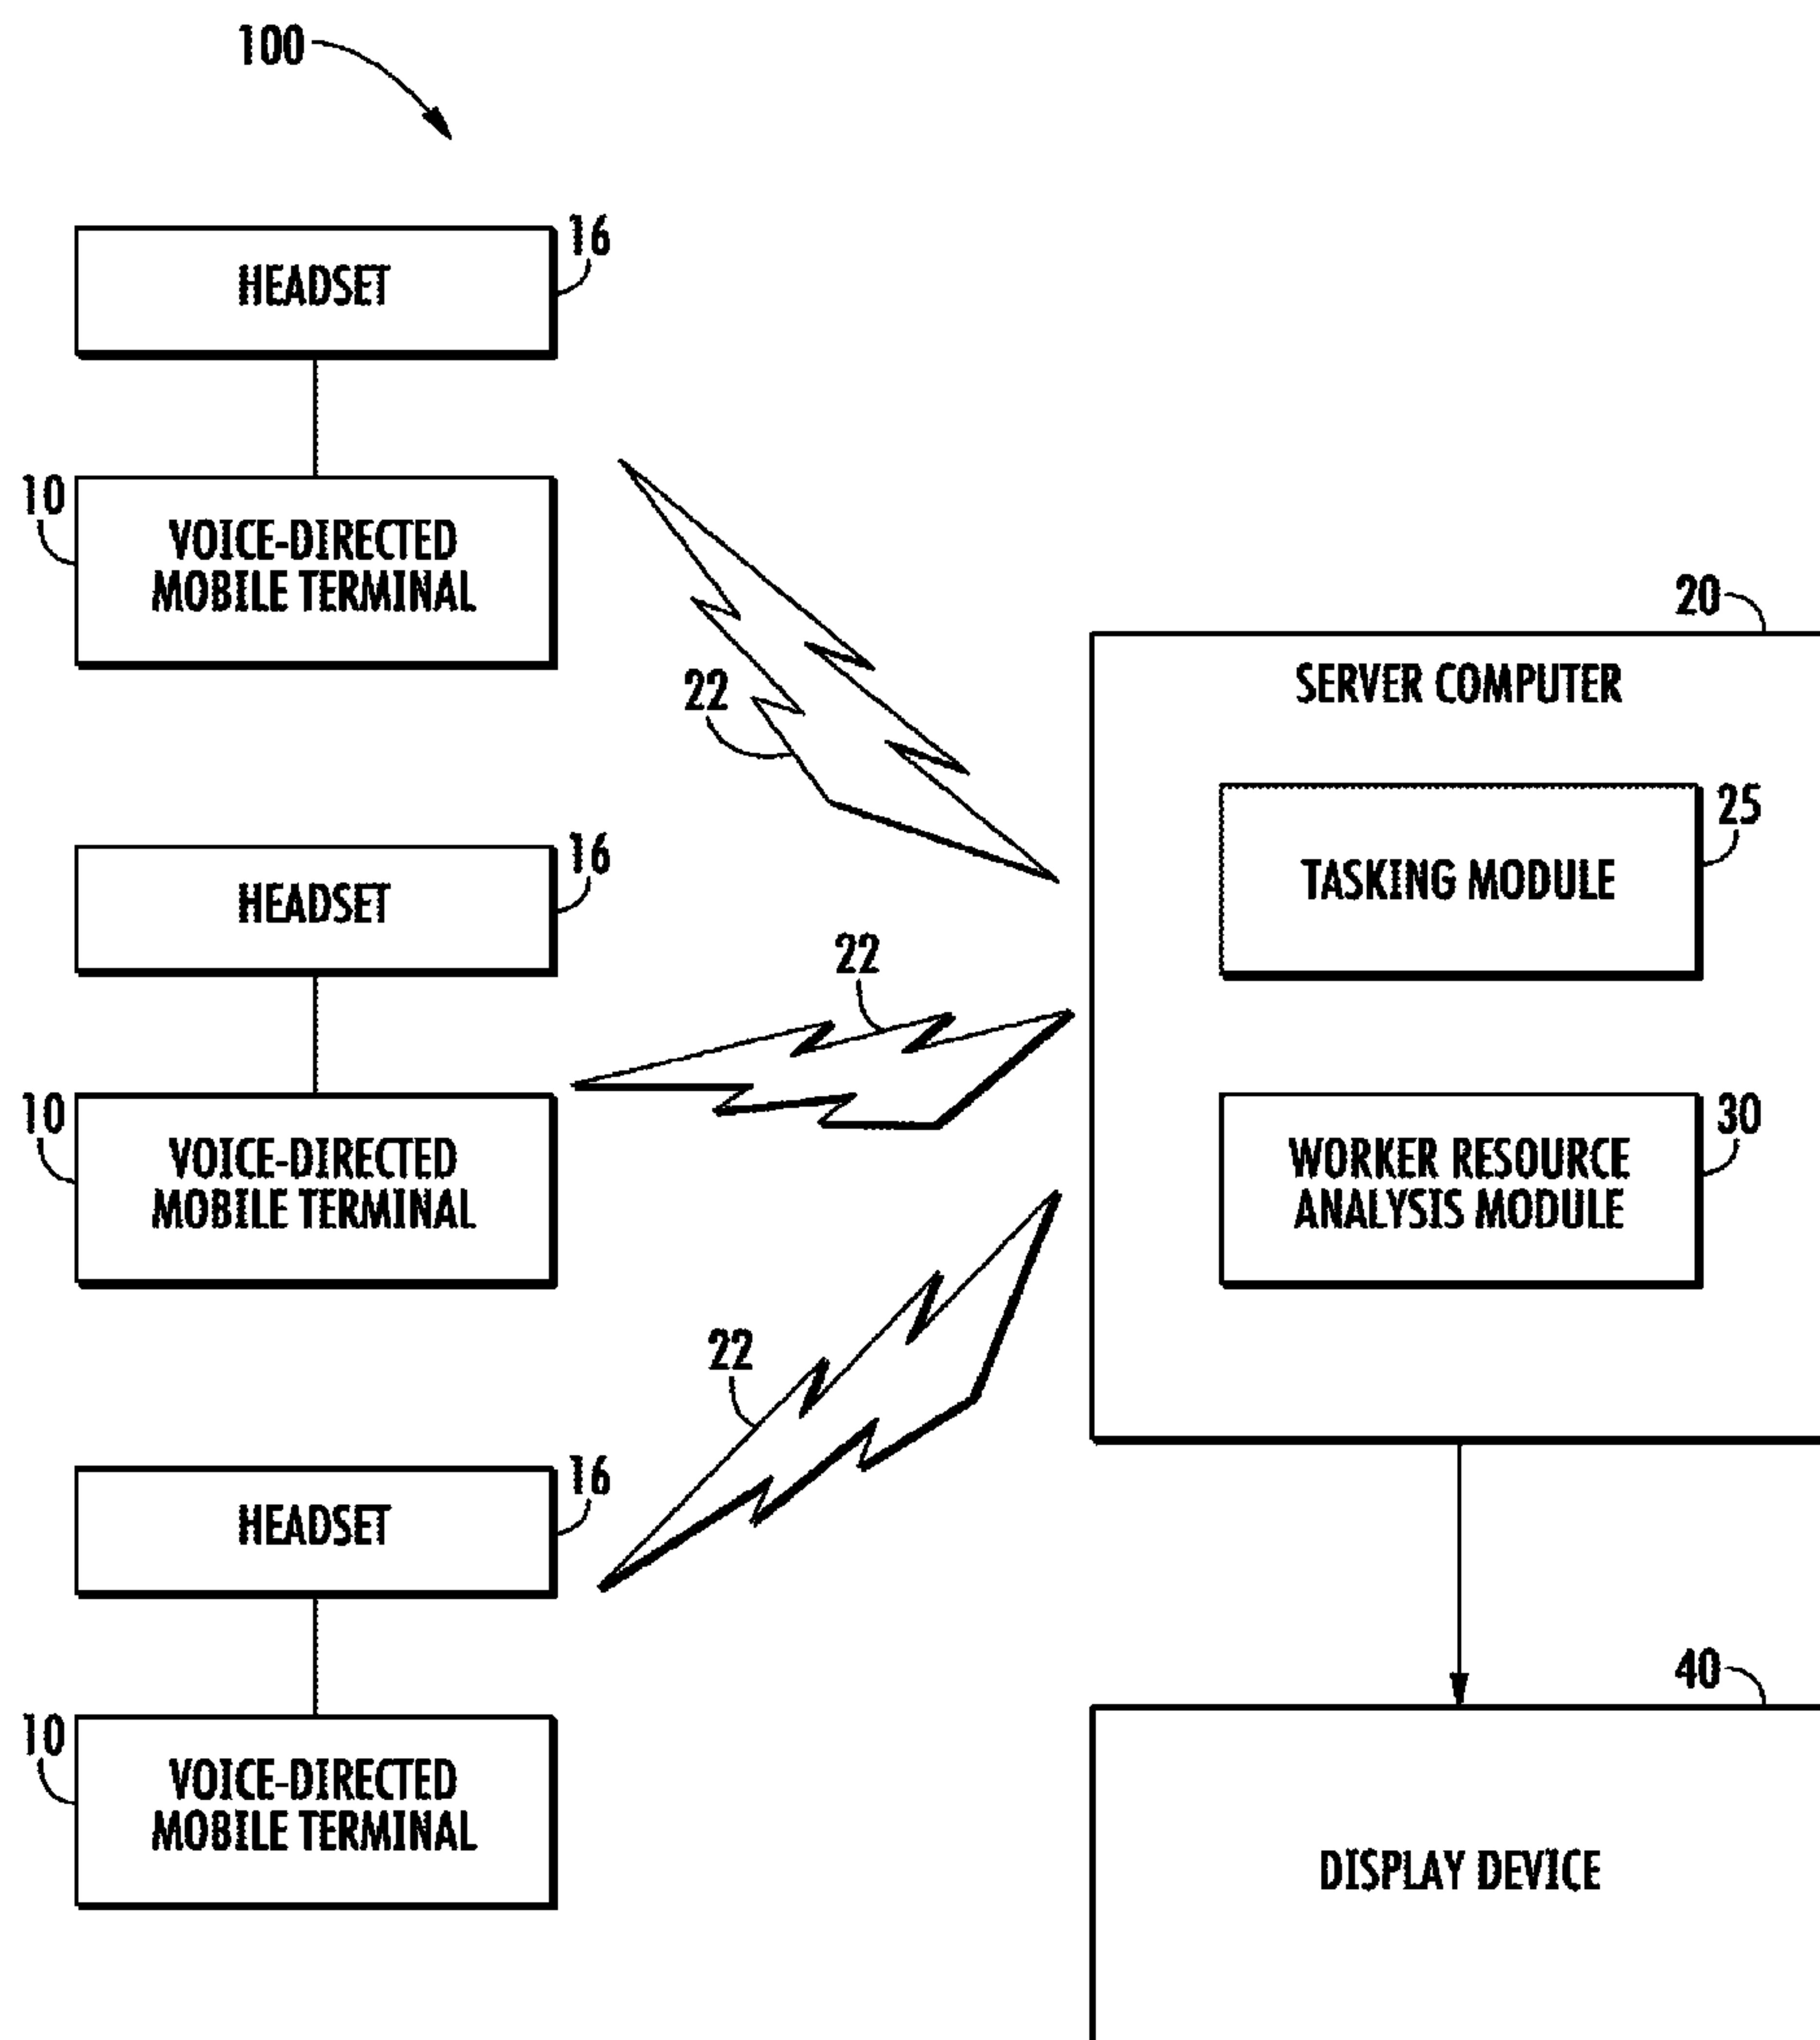 100
HEADSET
16
10
VOICE-DIRECTED
MOBILE TERMINAL
22
HEADSET
16
10
VOICE-DIRECTED
MOBILE TERMINAL
22
HEADSET
16
10
VOICE-DIRECTED
MOBILE TERMINAL
22
20
SERVER COMPUTER
TASKING MODULE
25
WORKER RESOURCE
ANALYSIS MODULE
30
40
DISPLAY DEVICE